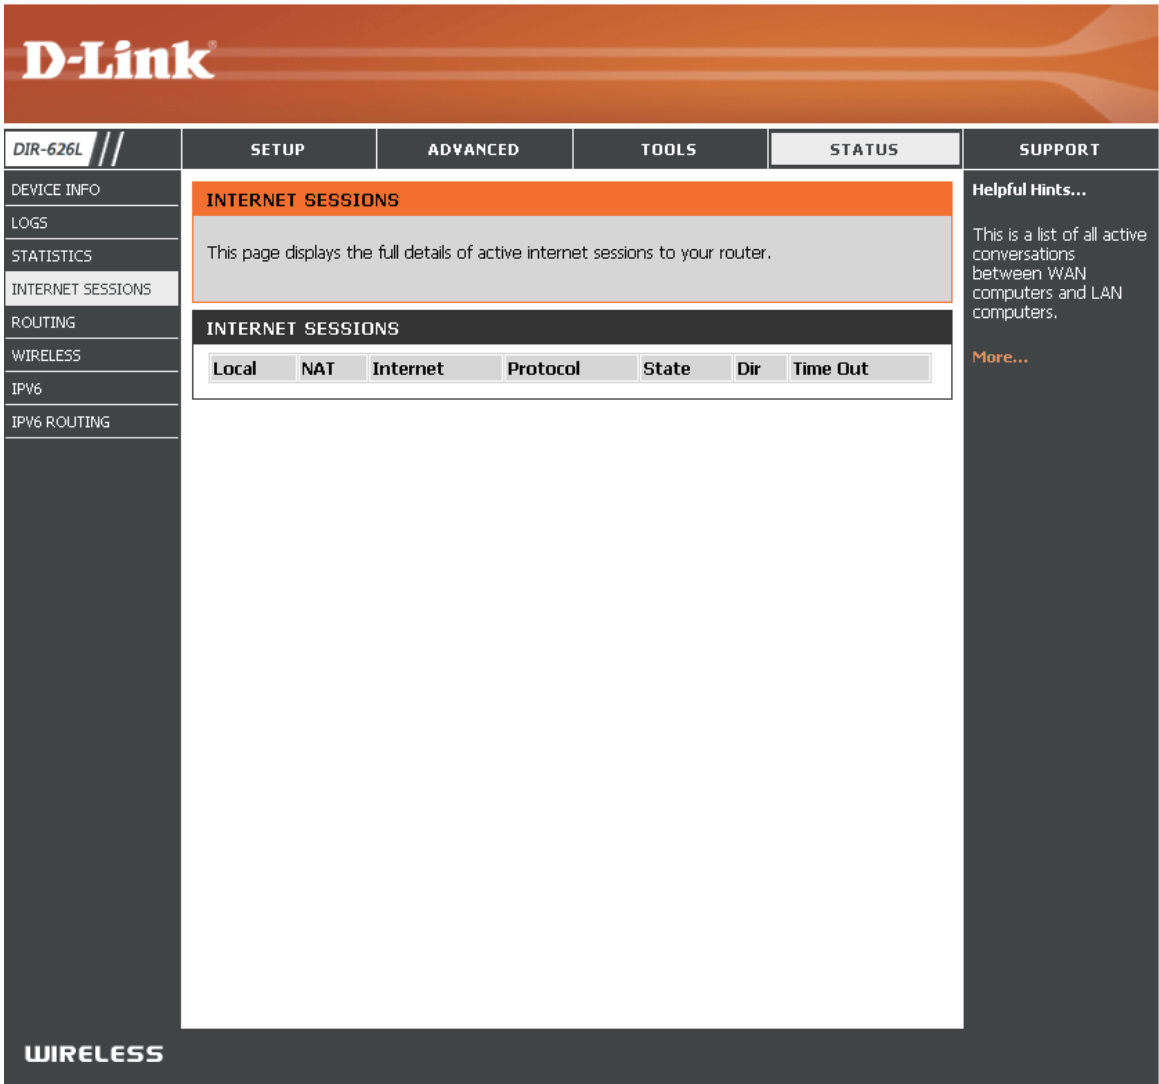 D-Link®
DIR-626L // SETUP ADVANCED TOOLS STATUS SUPPORT
DEVICE INFO
LOGS
STATISTICS
INTERNET SESSIONS
ROUTING
WIRELESS
IPV6
IPV6 ROUTING
INTERNET SESSIONS
This page displays the full details of active internet sessions to your router.
INTERNET SESSIONS
Local NAT Internet Protocol State Dir Time Out
Helpful Hints...
This is a list of all active
conversations
between WAN
computers and LAN
computers.
More...
WIRELESS